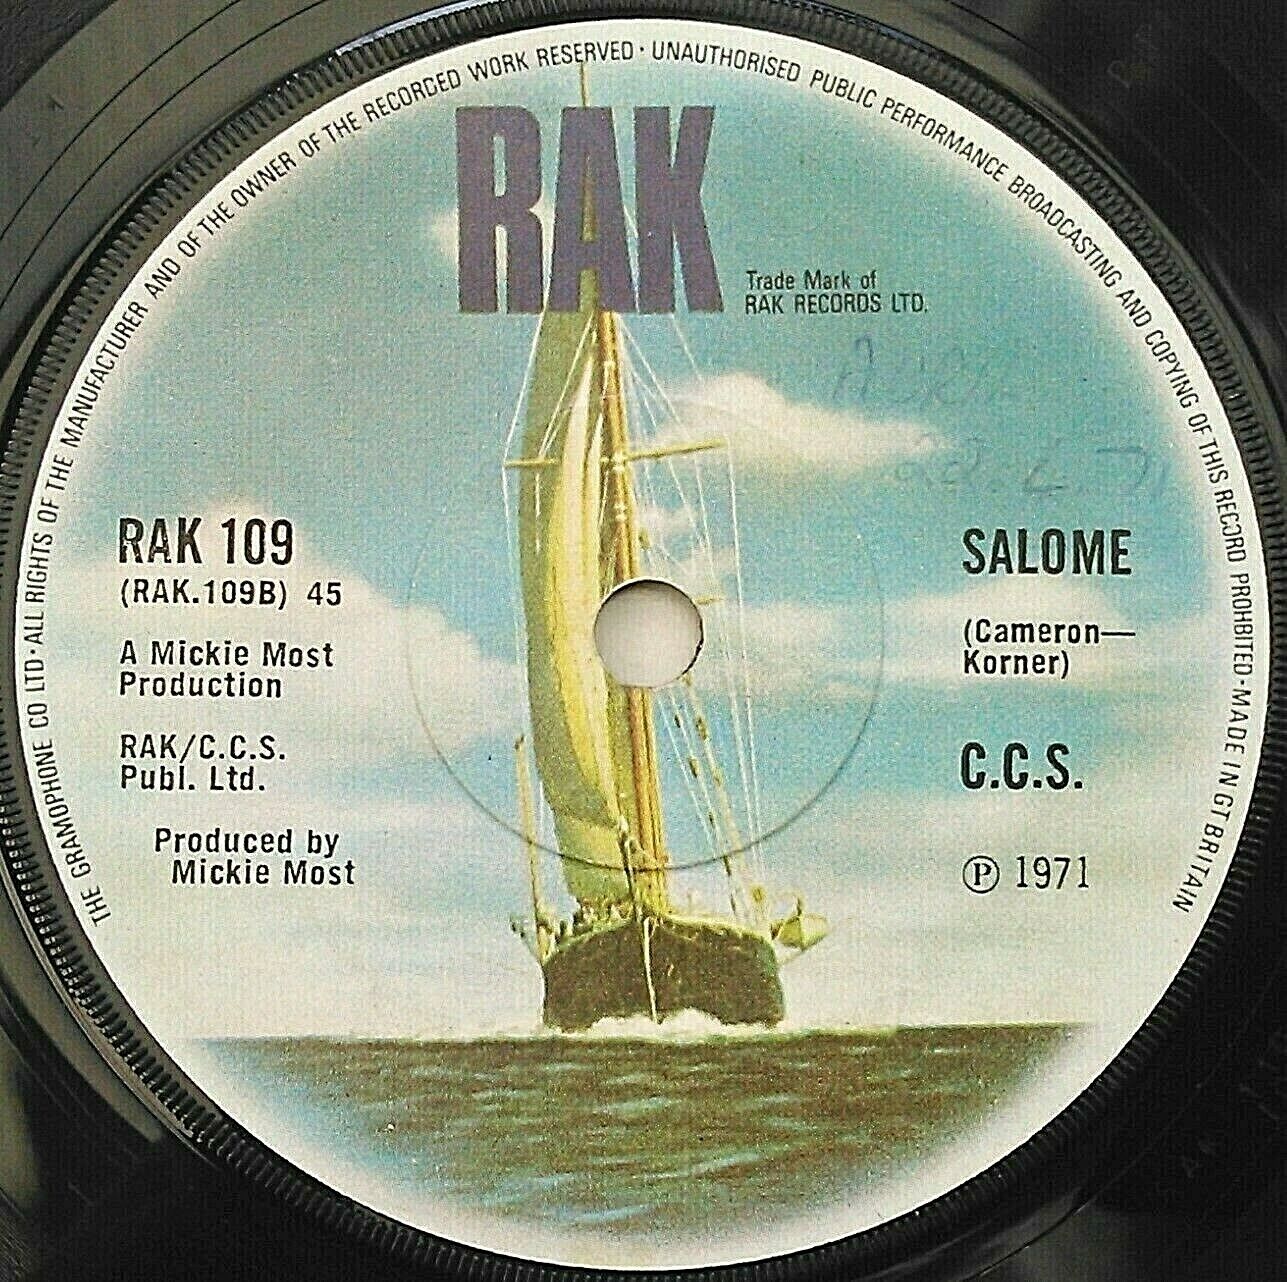 THE GRAMOPHONE CO LTD·ALL RIGHTS OF THE MANUFACTURER AND OF THE OWNER OF THE RECORDED WORK RESERVED·UNAUTHORISED PUBLIC PERFORMANCE BROADCASTING AND COPYING OF THIS RECORD PROHIBITED·MADE IN GT BRITAIN
RAK
Trade Mark of
RAK RECORDS LTD.
RAK 109
(RAK.109B) 45
A Mickie Most
Production
RAK/C.C.S.
Publ. Ltd.
Produced by
Mickie Most
SALOME
(Cameron—
Korner)
C.C.S.
Ⓟ 1971